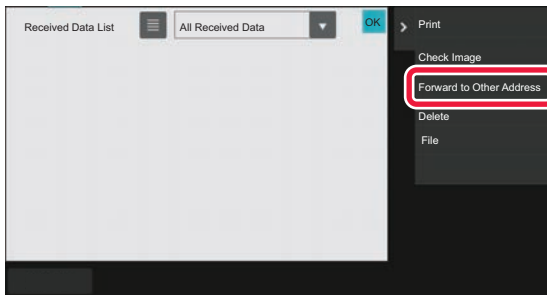 Received Data List
All Received Data
OK
Print
Check Image
Forward to Other Address
Delete
File